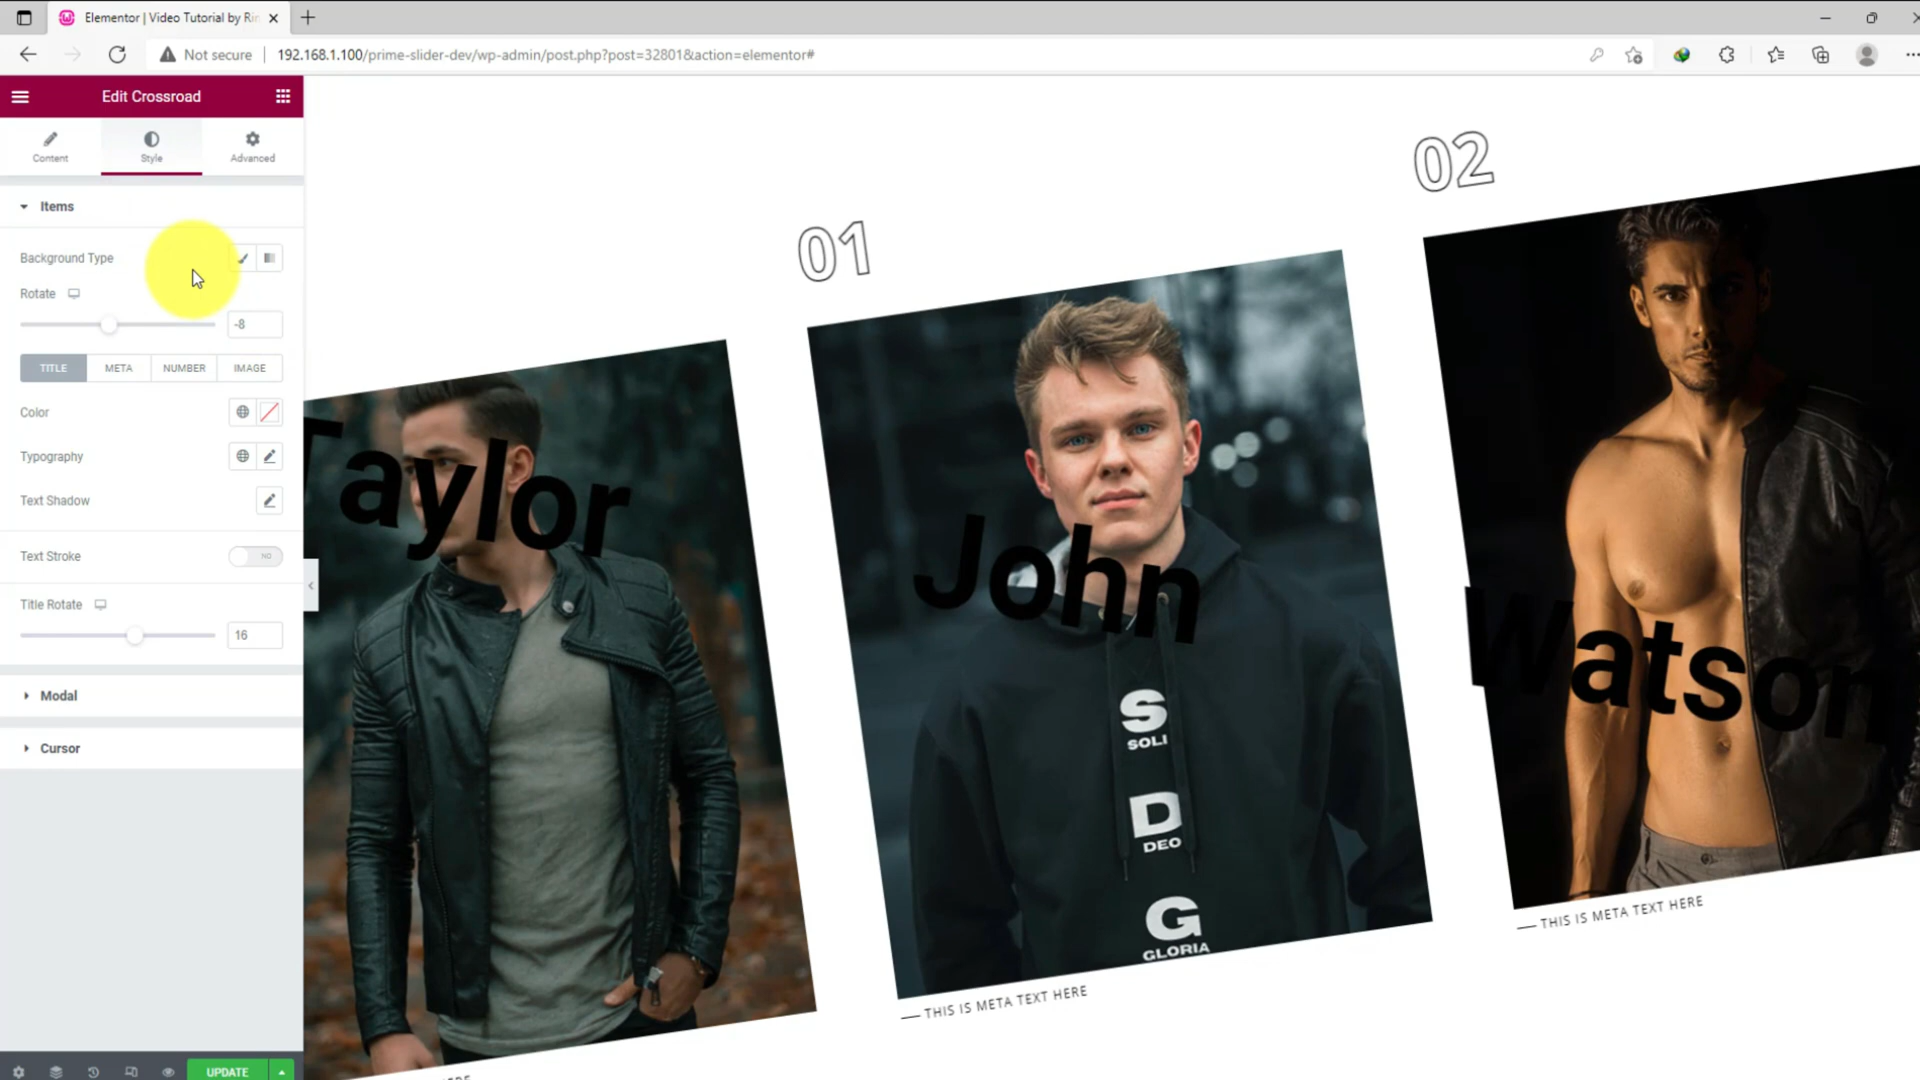 Elementor | Video Tutorial by Rin
Not secure
192.168.1.100/prime-slider-dev/wp-admin/post.php?post=32801&action=elementor#
Edit Crossroad
Content
Style
Advanced
Items
Background Type
Rotate
-8
TITLE
META
NUMBER
IMAGE
Color
Typography
Text Shadow
Text Stroke
NO
Title Rotate
16
Modal
Cursor
UPDATE
Taylor
01
John
S
SOLI
D
DEO
G
GLORIA
THIS IS META TEXT HERE
02
Watson
THIS IS META TEXT HERE